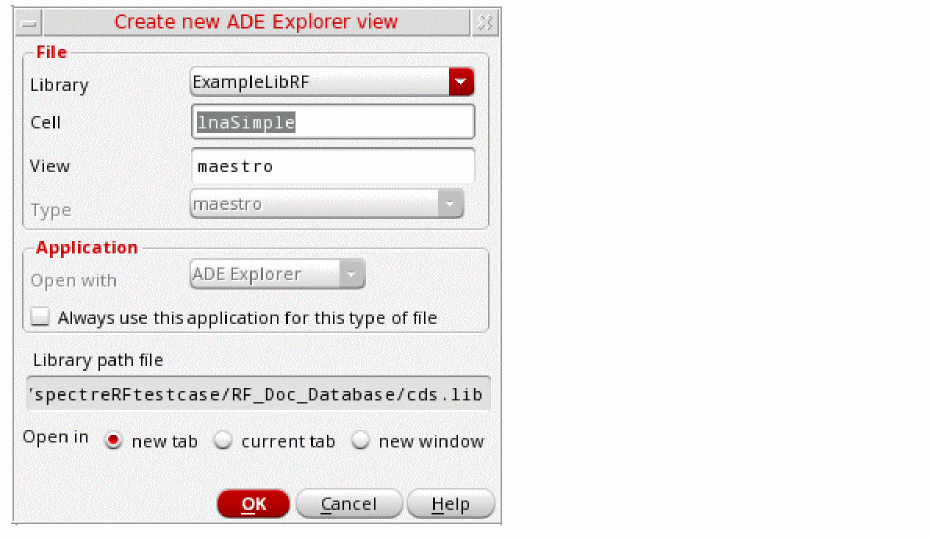 Create new ADE Explorer view
File
Library ExampleLibRF
Cell lnaSimple
View maestro
Type maestro
Application
Open with ADE Explorer
Always use this application for this type of file
Library path file
'spectreRFtestcase/RF_Doc_Database/cds.lib
Open in new tab current tab new window
OK Cancel Help